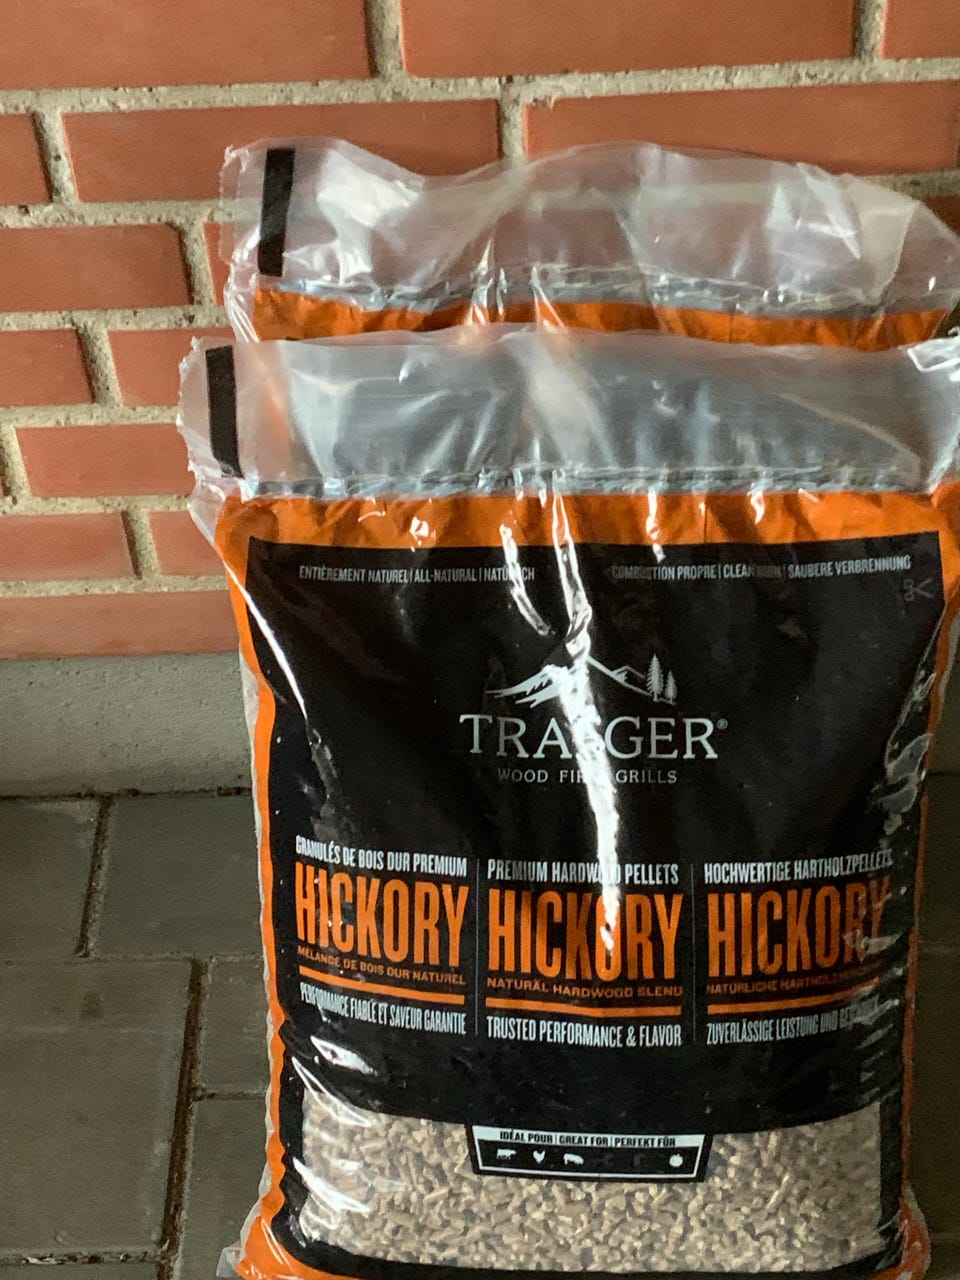 ENTIÈREMENT NATUREL | ALL-NATURAL |
COMBUSTION PROPRE | CLEAN BURN | SAUBERE VERBRENNUNG
TRAEGER®
WOOD FIRE GRILLS
GRANULÉS DE BOIS DUR PREMIUM
HICKORY
MÉLANGE DE BOIS DUR NATUREL
PERFORMANCE FIABLE ET SAVEUR GARANTIE
PREMIUM HARDWOOD PELLETS
HICKORY
NATURAL HARDWOOD BLEND
TRUSTED PERFORMANCE & FLAVOR
HOCHWERTIGE HARTHOLZPELLETS
HICKORY
NATÜRLICHE
ZUVERLÄSSIGE LEISTUNG UND
IDÉAL POUR | GREAT FOR | PERFEKT FÜR